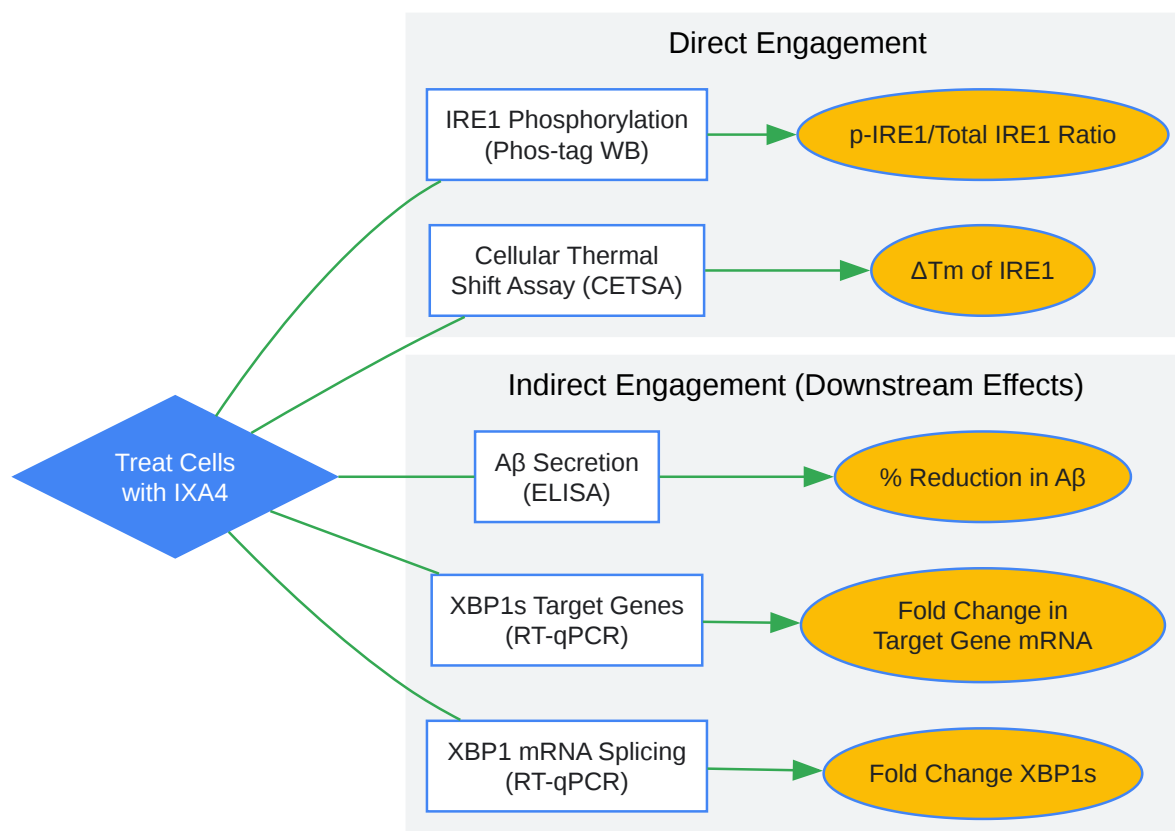 Direct Engagement
IRE1 Phosphorylation
(Phos-tag WB)
p-IRE1/Total IRE1 Ratio
Cellular Thermal
Shift Assay (CETSA)
ΔTm of IRE1
Indirect Engagement (Downstream Effects)
Treat Cells
with IXA4
Aβ Secretion
(ELISA)
% Reduction in Aβ
XBP1s Target Genes
(RT-qPCR)
Fold Change in
Target Gene mRNA
XBP1 mRNA Splicing
(RT-qPCR)
Fold Change XBP1s